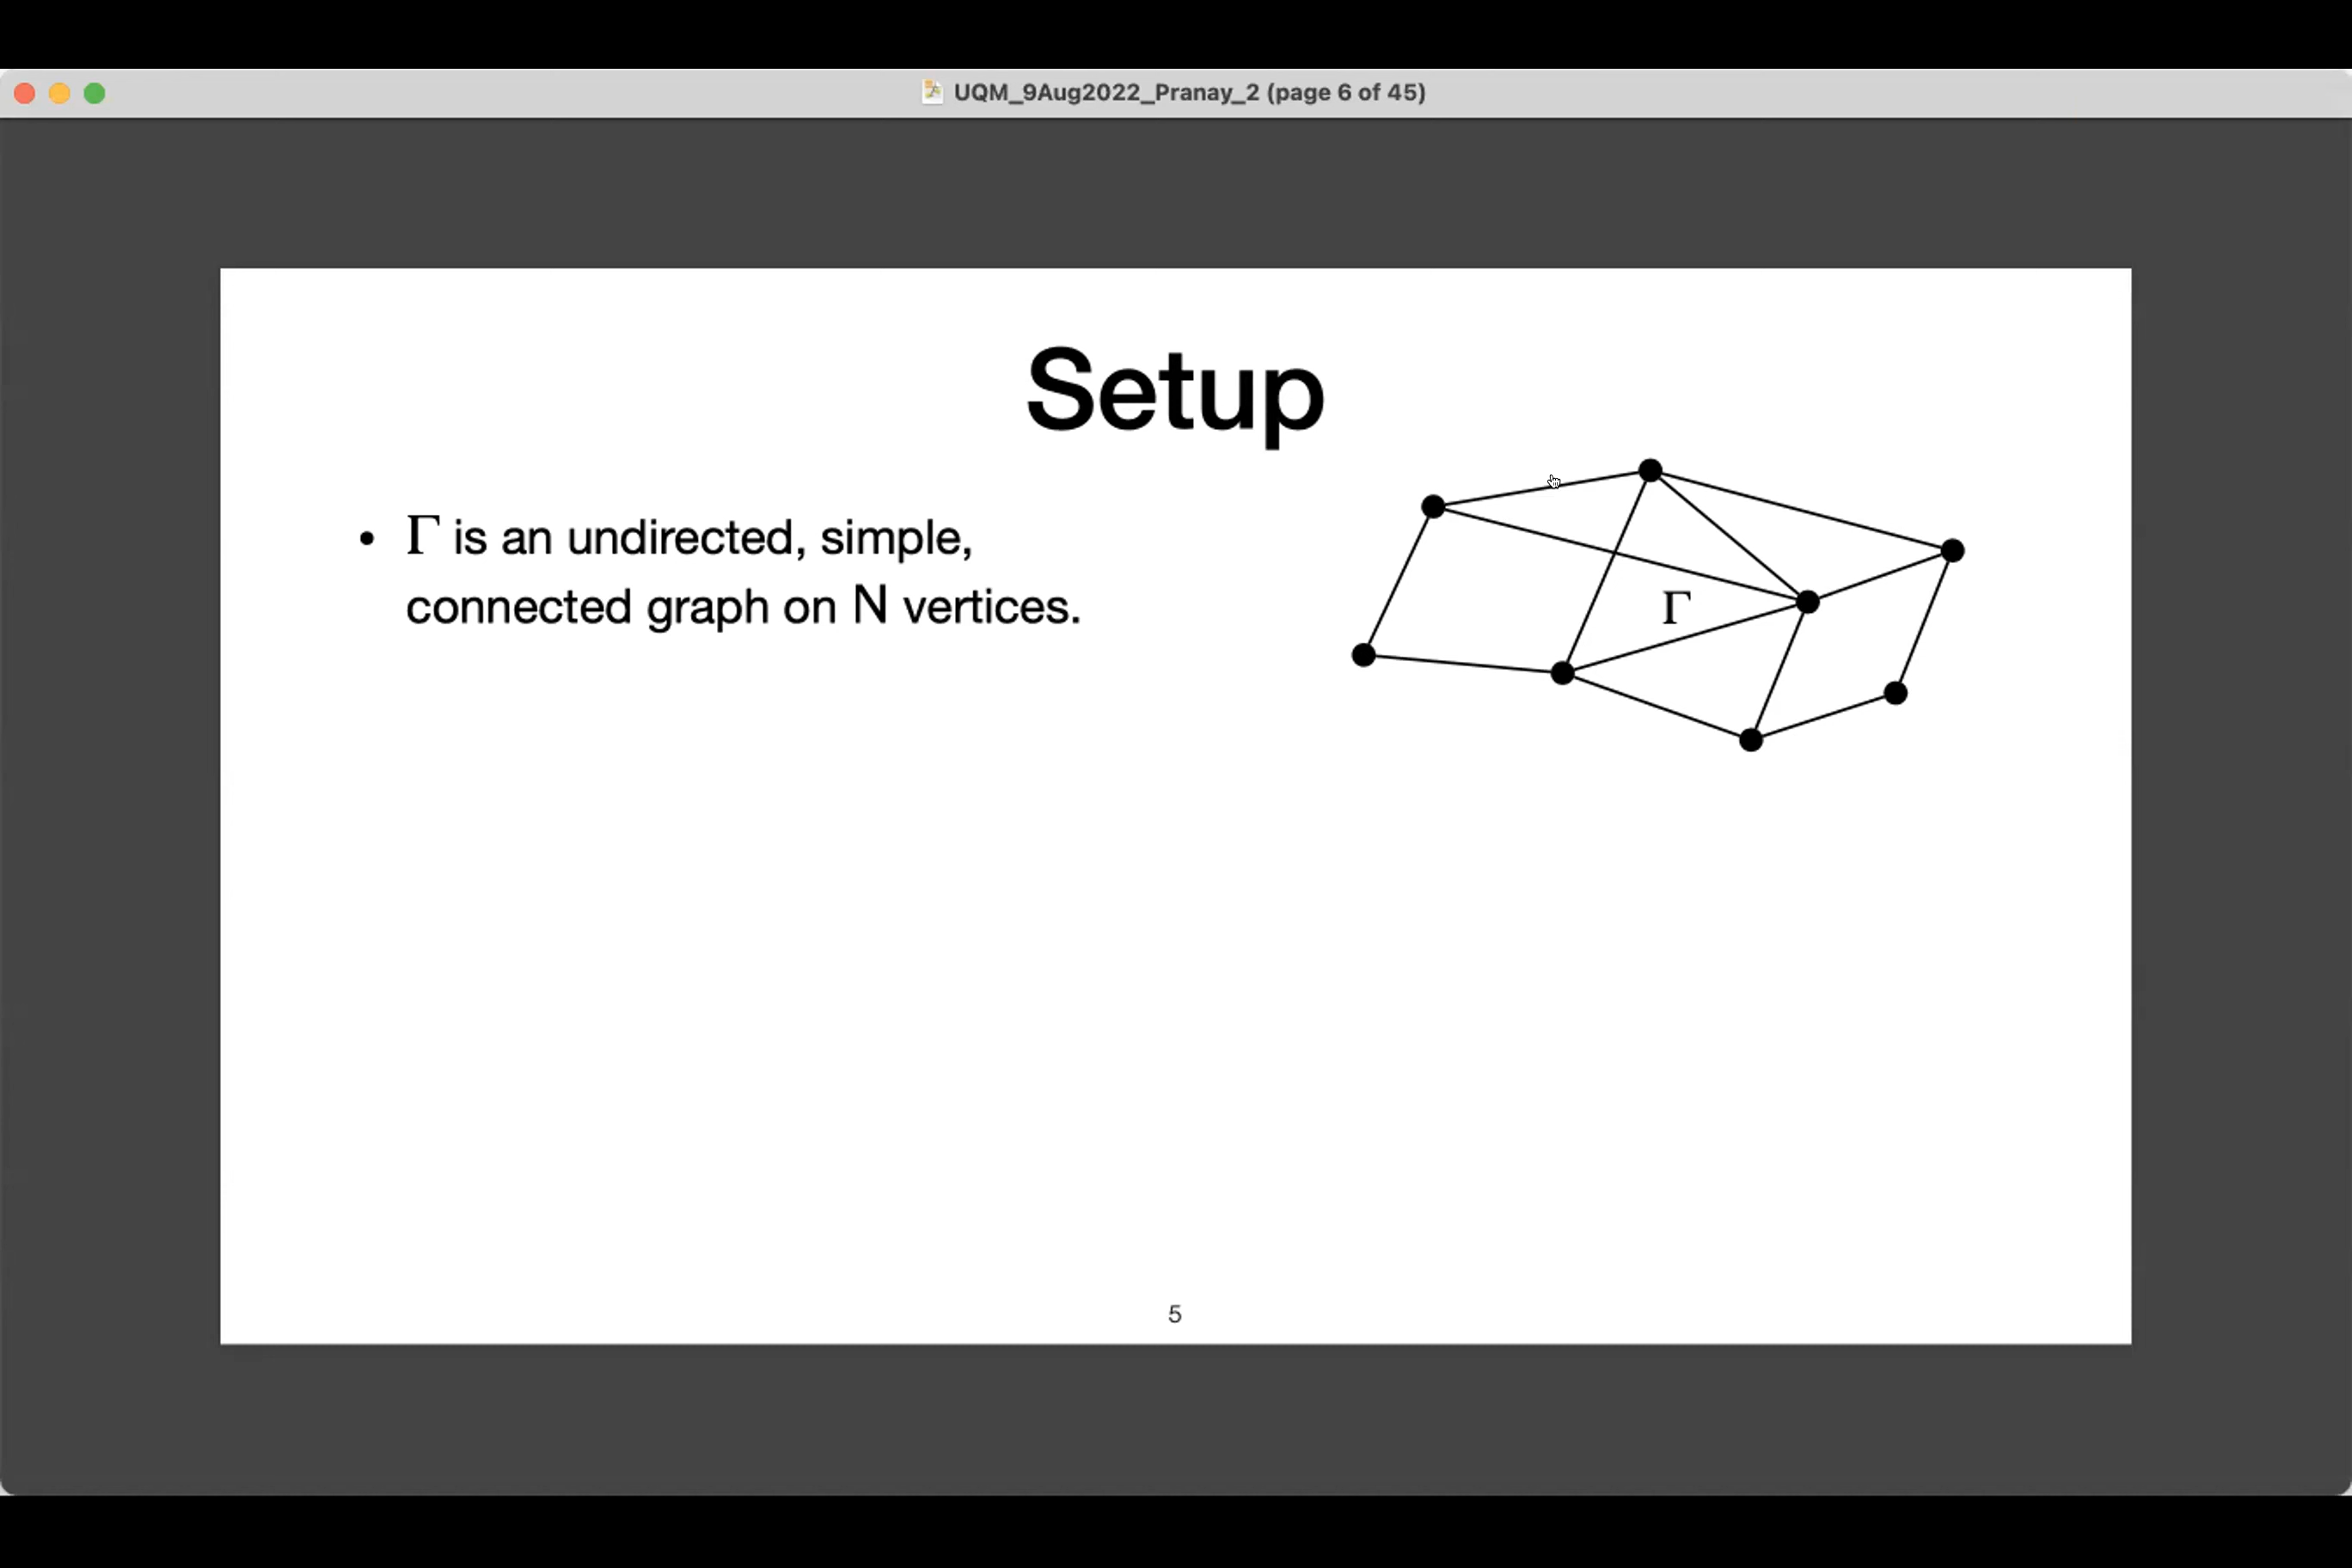 UQM_9Aug2022_Pranay_2 (page 6 of 45)
Setup
• Γ is an undirected, simple,
connected graph on N vertices.
Γ
5